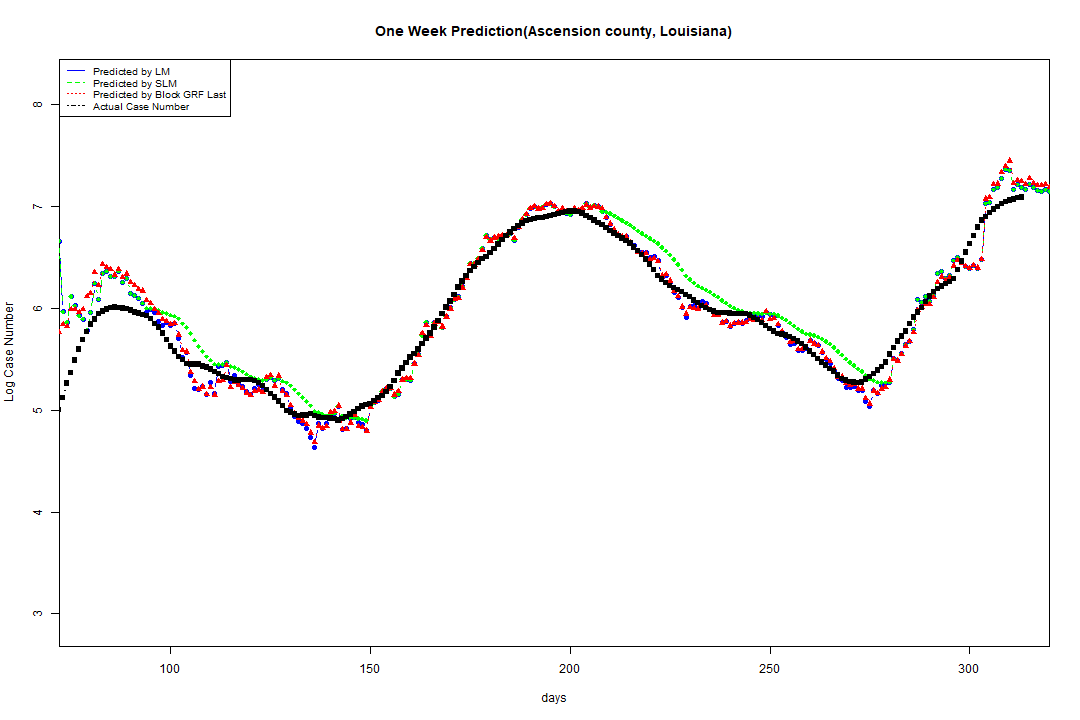 One Week Prediction(Ascension county, Louisiana)
Predicted by LM
Predicted by SLM
Predicted by Block GRF Last
Actual Case Number
8
7
6
5
4
3
Log Case Number
100 150 200 250 300
days